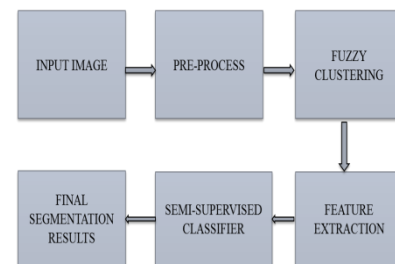 INPUT IMAGE
PRE-PROCESS
FUZZY
CLUSTERING
FEATURE
EXTRACTION
SEMI-SUPERVISED
CLASSIFIER
FINAL
SEGMENTATION
RESULTS